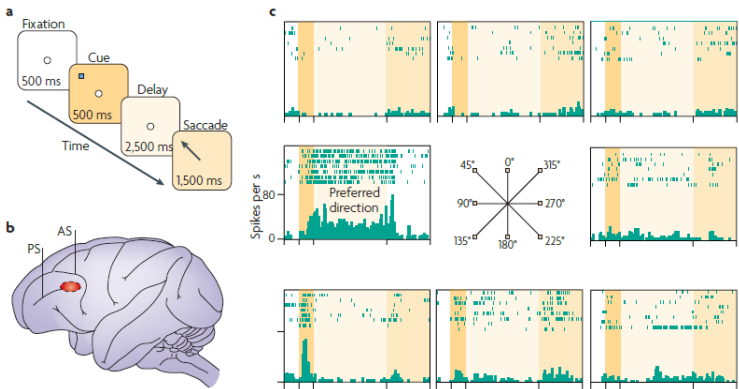 a
Fixation
500 ms
Cue
500 ms
Delay
2,500 ms
Saccade
1,500 ms
Time
b
PS
AS
c
Spikes per s
80
0
Preferred
direction
0°
45°
315°
90°
270°
135°
225°
180°